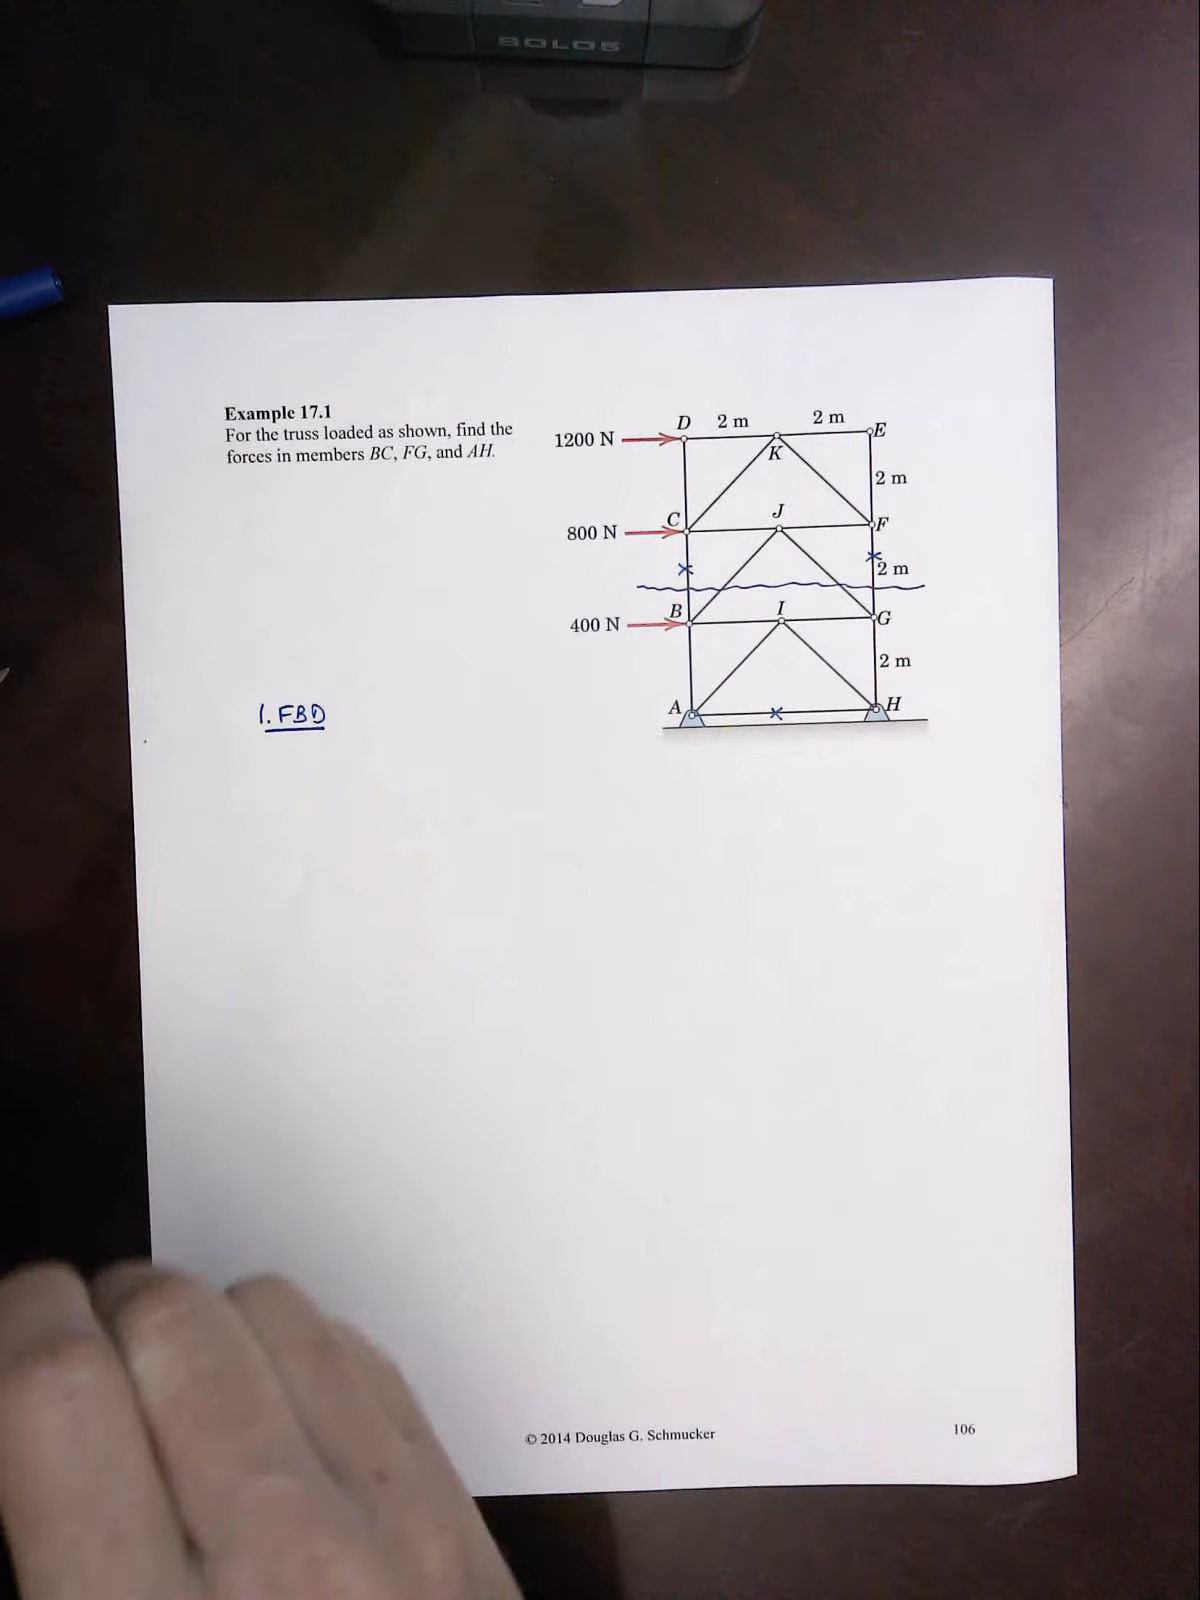 SOLO5
Example 17.1
For the truss loaded as shown, find the
forces in members BC, FG, and AH.
D 2 m 2 m E
1200 N
K
2 m
C J F
800 N
2 m
B I G
400 N
2 m
A H
1. FBD
© 2014 Douglas G. Schmucker
106